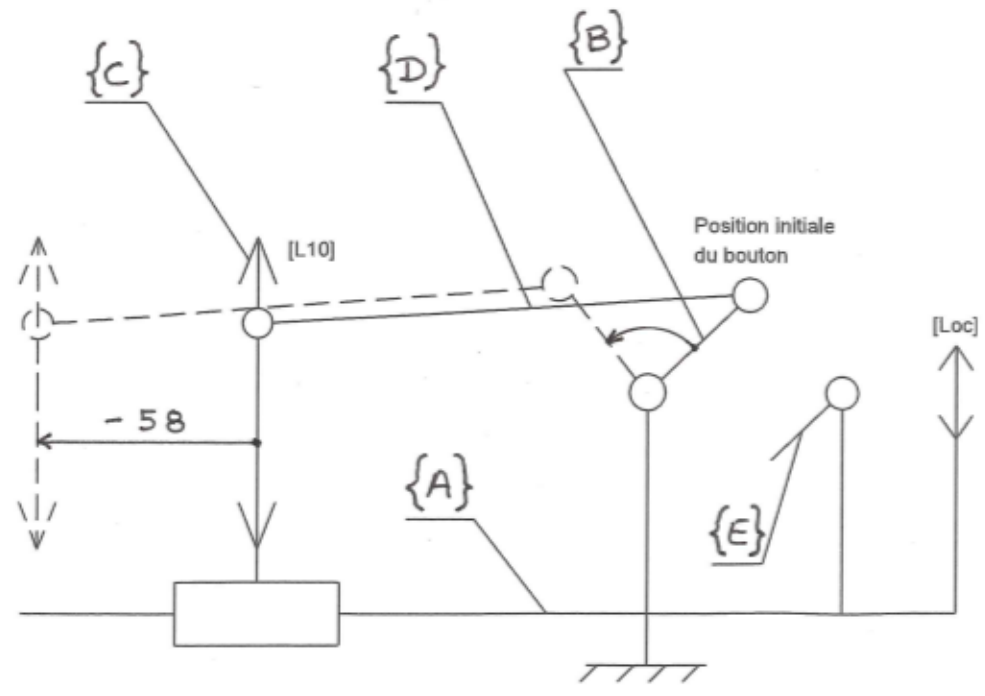 {B}
{C}
{D}
Position initiale
du bouton
[L10]
[Loc]
- 58
{A}
{E}